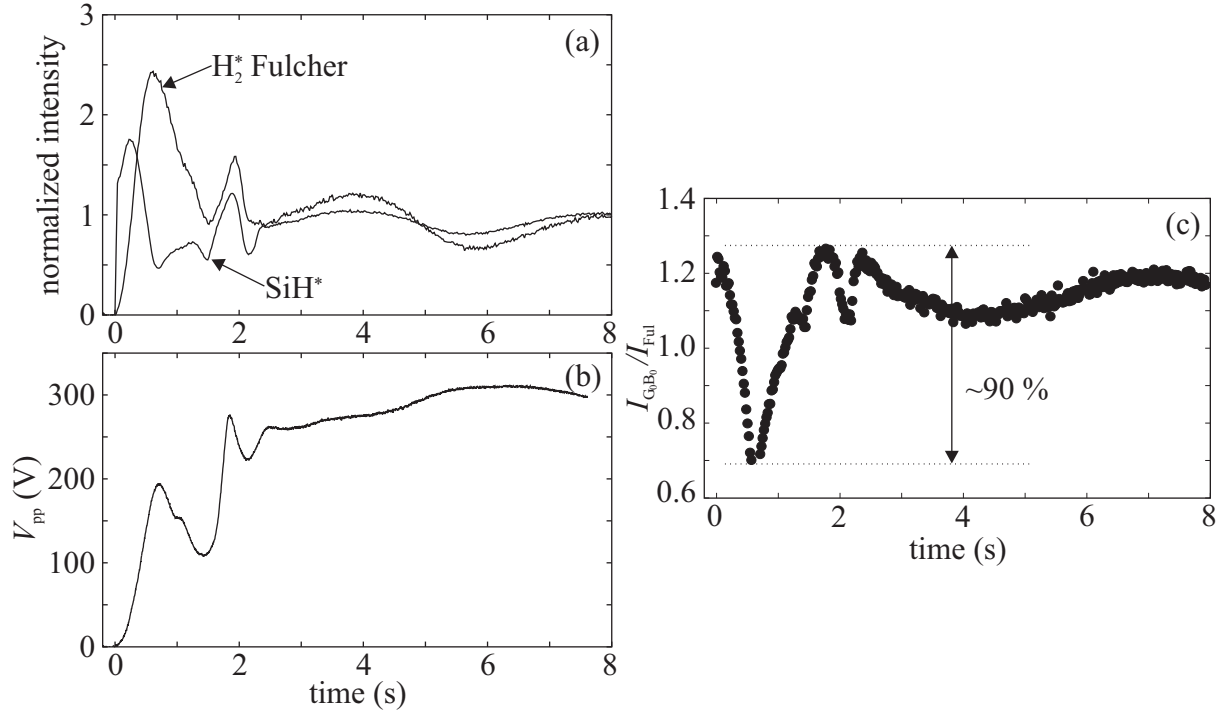 (a)
H₂* Fulcher
SiH*
normalized intensity
3
2
1
0
0 2 4 6 8
(b)
V_pp (V)
300
200
100
0
0 2 4 6 8
time (s)
(c)
I_G₀B₀/I_Ful
1.4
1.2
1.0
0.8
0.6
~90 %
0 2 4 6 8
time (s)